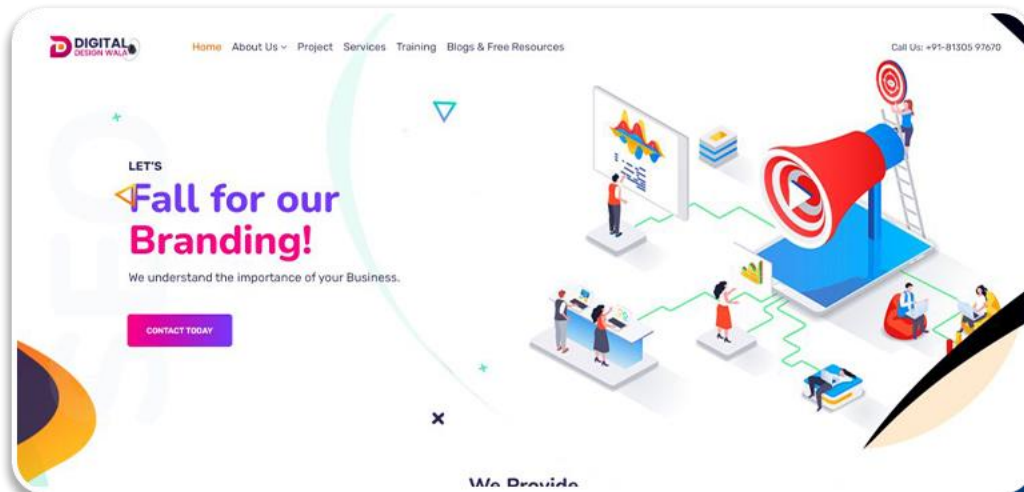 DIGITAL
DESIGN WALA
Home About Us Project Services Training Blogs & Free Resources
Call Us: +91-81305 97670
SEO
LET'S
Fall for our
Branding!
We understand the importance of your Business.
CONTACT TODAY
We Provide